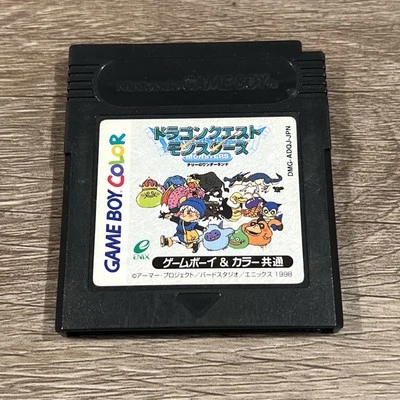 Nintendo GAME BOY
ドラゴンクエスト
モンスターズ
MONSTERS
テリーのワンダーランド
GAME BOY COLOR
DMG-ADQJ-JPN
ENIX
ゲームボーイ & カラー共通
©アーマー・プロジェクト/バードスタジオ/エニックス 1998